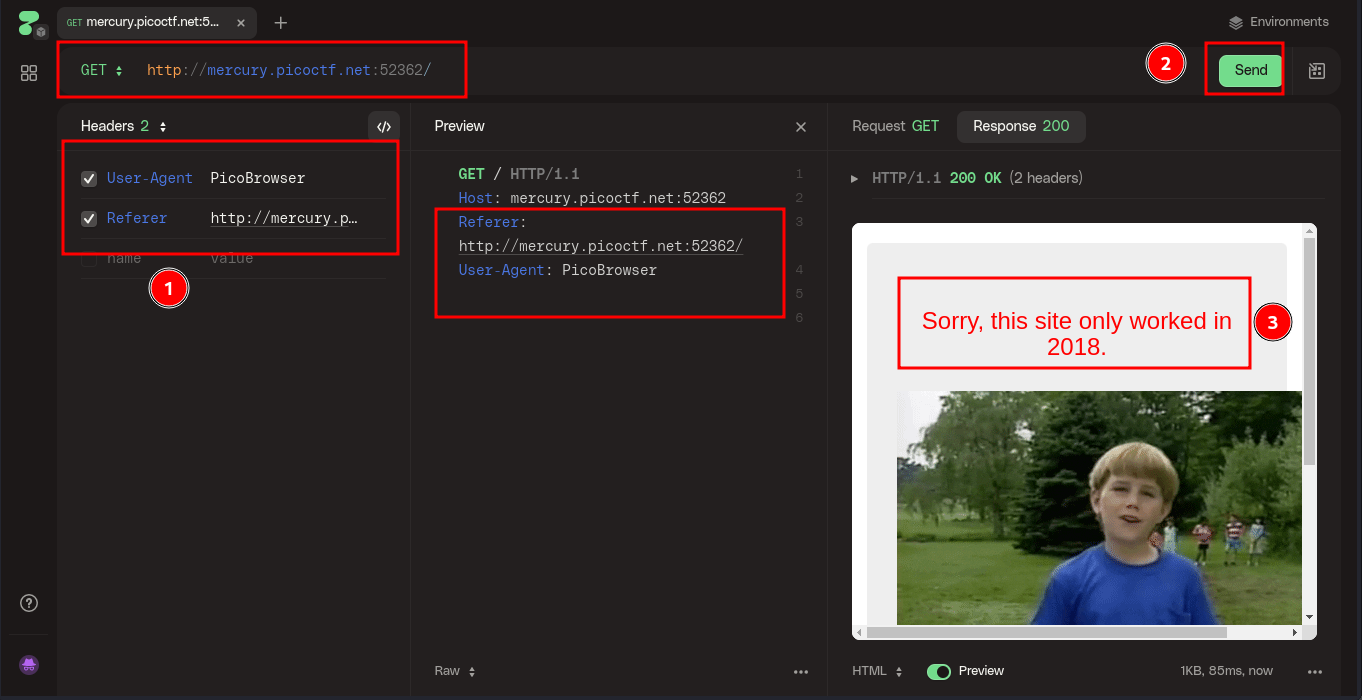 GET mercury.picoctf.net:5...
Environments
GET http://mercury.picoctf.net:52362/
2
Send
Headers 2
Preview
Request GET
Response 200
User-Agent PicoBrowser
Referer http://mercury.p...
name value
1
GET / HTTP/1.1 1
Host: mercury.picoctf.net:52362 2
Referer: 3
http://mercury.picoctf.net:52362/
User-Agent: PicoBrowser 4
5
6
HTTP/1.1 200 OK (2 headers)
Sorry, this site only worked in
2018.
3
Raw
HTML
Preview
1KB, 85ms, now